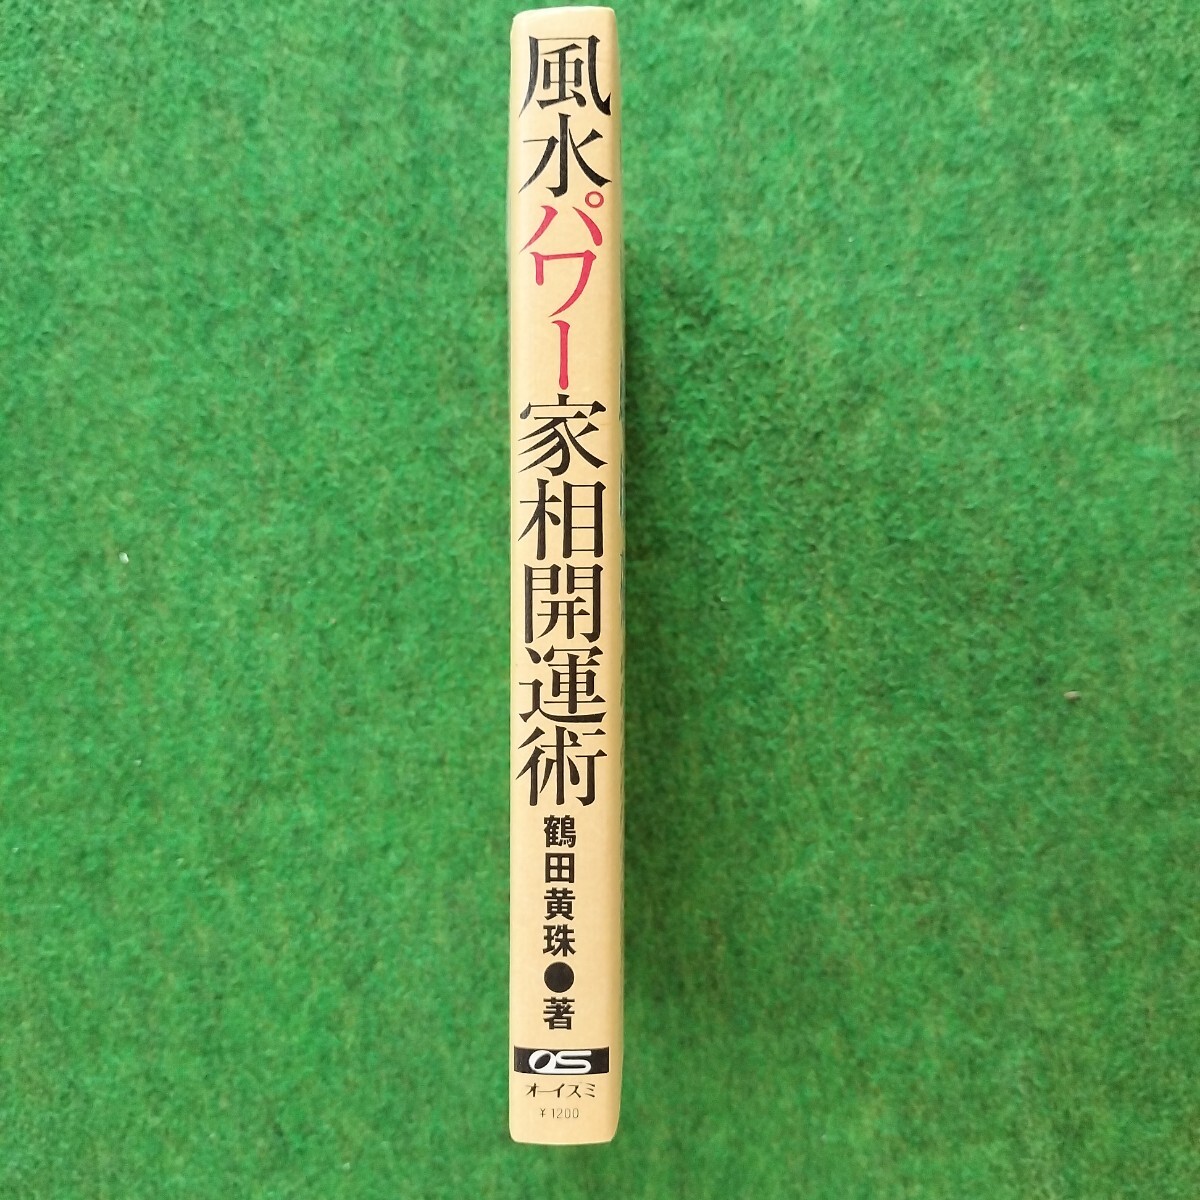 風水パワー家相開運術
鶴田黄珠●著
OS
オーイズミ
¥1200